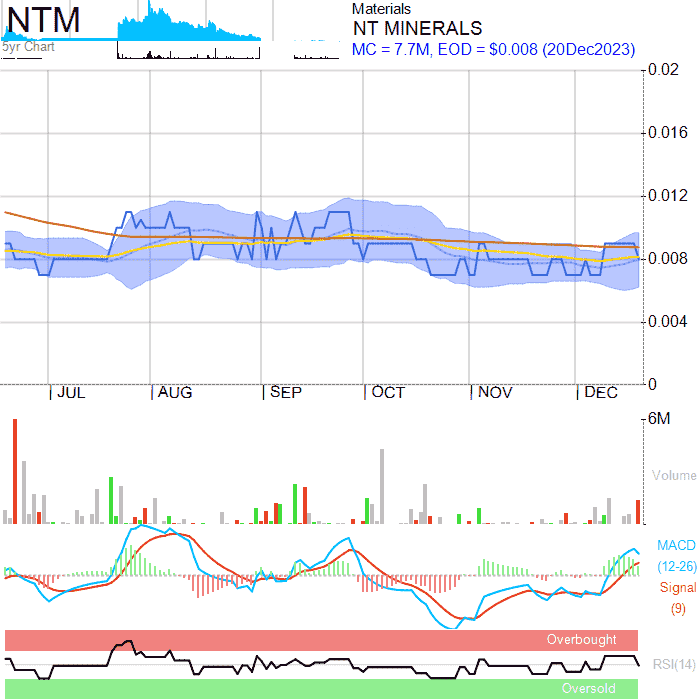 NTM
5yr Chart
Materials
NT MINERALS
MC = 7.7M, EOD = $0.008 (20Dec2023)
0.02
0.016
0.012
0.008
0.004
0
JUL AUG SEP OCT NOV DEC
6M
Volume
MACD
(12-26)
Signal
(9)
Overbought
RSI(14)
Oversold